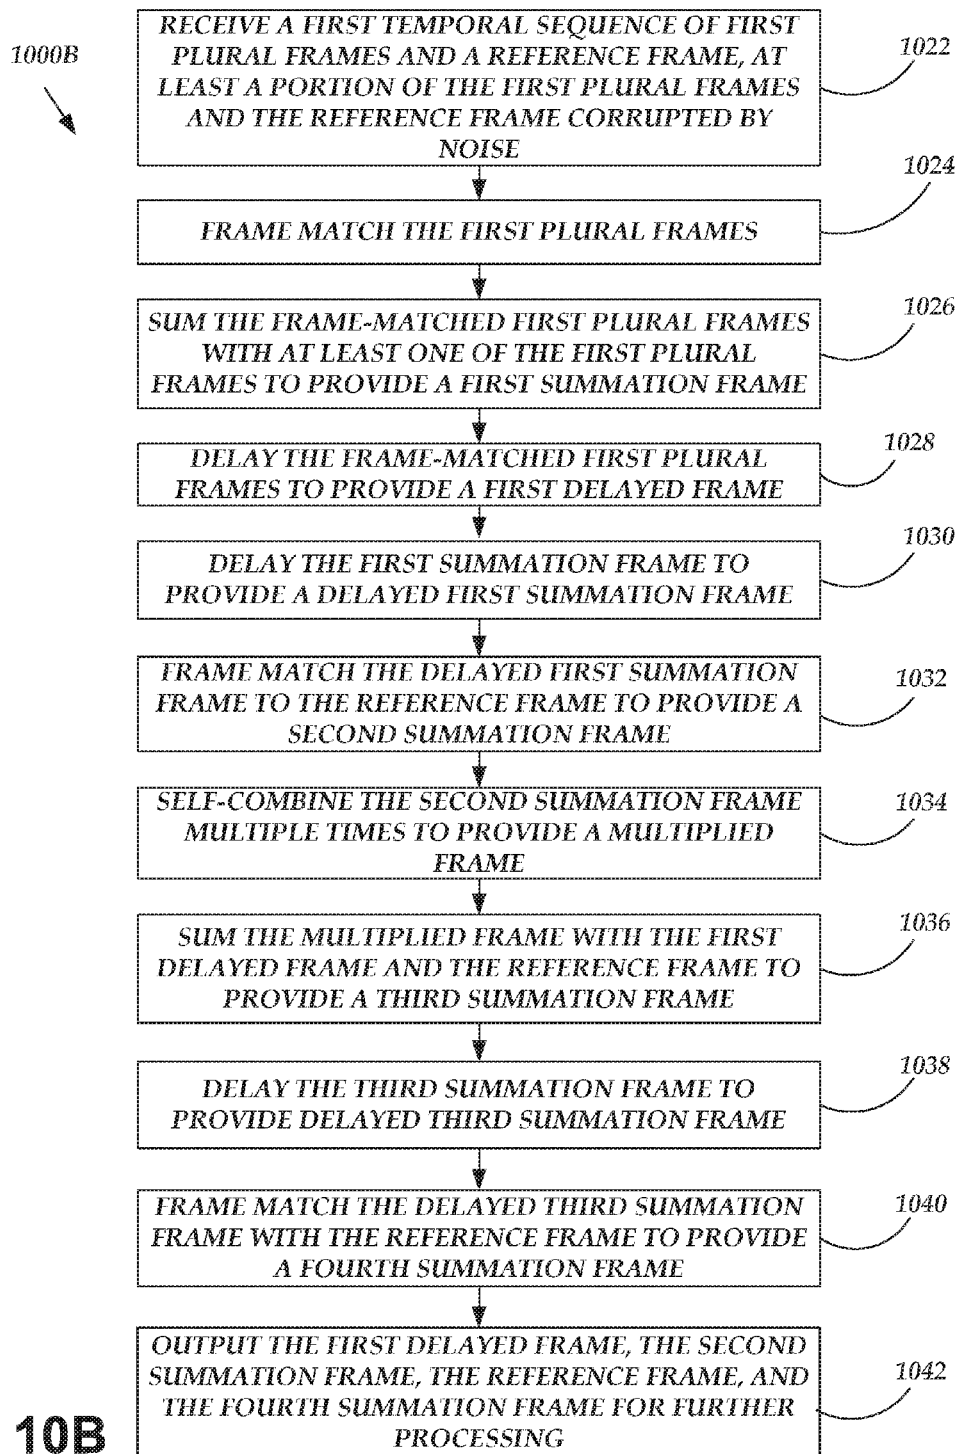 1000B
RECEIVE A FIRST TEMPORAL SEQUENCE OF FIRST
PLURAL FRAMES AND A REFERENCE FRAME, AT
LEAST A PORTION OF THE FIRST PLURAL FRAMES
AND THE REFERENCE FRAME CORRUPTED BY
NOISE
1022
FRAME MATCH THE FIRST PLURAL FRAMES
1024
SUM THE FRAME-MATCHED FIRST PLURAL FRAMES
WITH AT LEAST ONE OF THE FIRST PLURAL
FRAMES TO PROVIDE A FIRST SUMMATION FRAME
1026
DELAY THE FRAME-MATCHED FIRST PLURAL
FRAMES TO PROVIDE A FIRST DELAYED FRAME
1028
DELAY THE FIRST SUMMATION FRAME TO
PROVIDE A DELAYED FIRST SUMMATION FRAME
1030
FRAME MATCH THE DELAYED FIRST SUMMATION
FRAME TO THE REFERENCE FRAME TO PROVIDE A
SECOND SUMMATION FRAME
1032
SELF-COMBINE THE SECOND SUMMATION FRAME
MULTIPLE TIMES TO PROVIDE A MULTIPLIED
FRAME
1034
SUM THE MULTIPLIED FRAME WITH THE FIRST
DELAYED FRAME AND THE REFERENCE FRAME TO
PROVIDE A THIRD SUMMATION FRAME
1036
DELAY THE THIRD SUMMATION FRAME TO
PROVIDE DELAYED THIRD SUMMATION FRAME
1038
FRAME MATCH THE DELAYED THIRD SUMMATION
FRAME WITH THE REFERENCE FRAME TO PROVIDE
A FOURTH SUMMATION FRAME
1040
OUTPUT THE FIRST DELAYED FRAME, THE SECOND
SUMMATION FRAME, THE REFERENCE FRAME, AND
THE FOURTH SUMMATION FRAME FOR FURTHER
PROCESSING
1042
10B